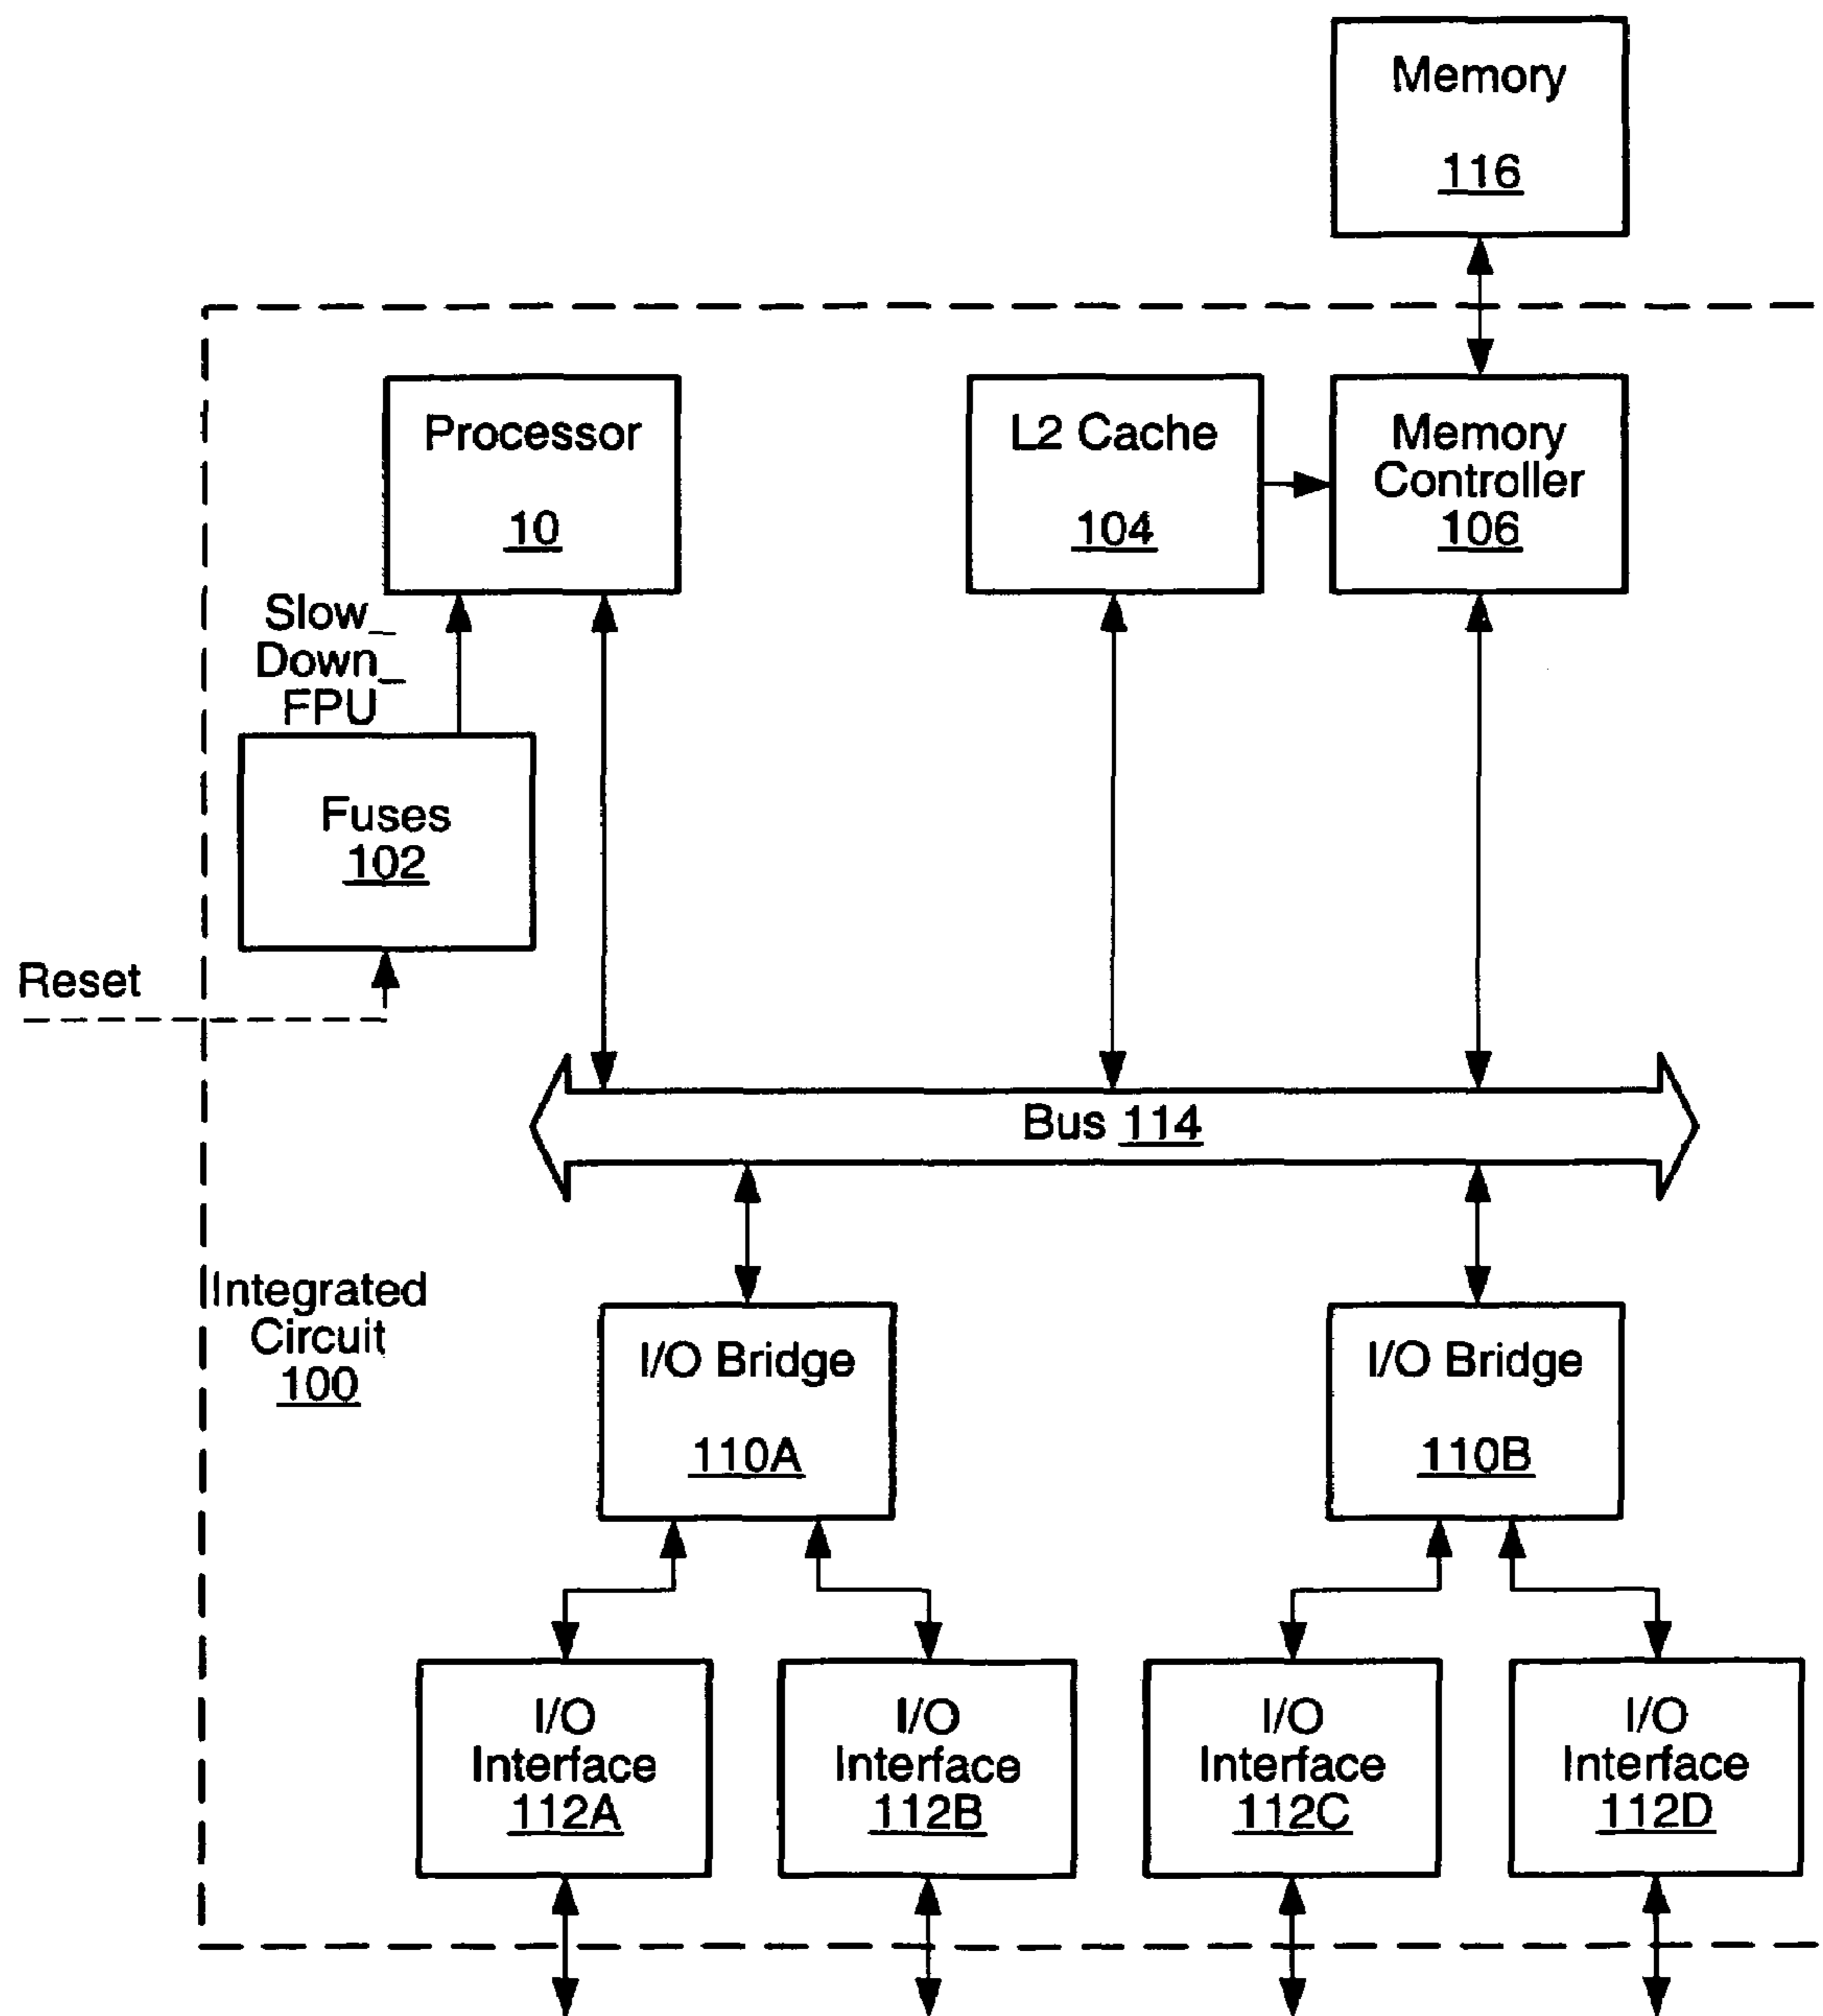 Memory
116
Processor
10
L2 Cache
104
Memory
Controller
106
Slow_
Down_
FPU
Fuses
102
Reset
Bus 114
Integrated
Circuit
100
I/O Bridge
110A
I/O Bridge
110B
I/O
Interface
112A
I/O
Interface
112B
I/O
Interface
112C
I/O
Interface
112D